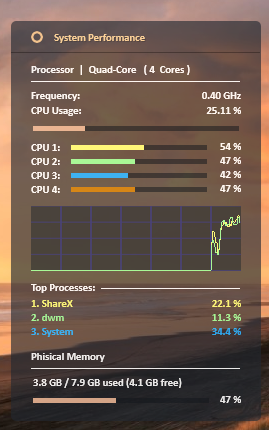 System Performance
Processor | Quad-Core ( 4 Cores )
Frequency: 0.40 GHz
CPU Usage: 25.11 %
CPU 1: 54 %
CPU 2: 47 %
CPU 3: 42 %
CPU 4: 47 %
Top Processes:
1. ShareX 22.1 %
2. dwm 11.3 %
3. System 34.4 %
Phisical Memory
3.8 GB / 7.9 GB used (4.1 GB free)
47 %